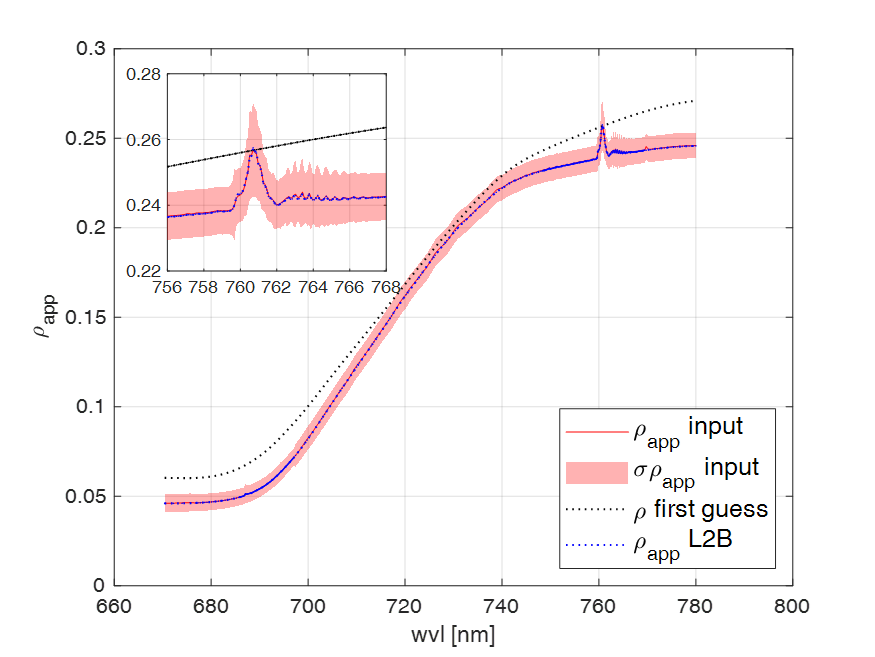 0.3
0.25
0.2
0.15
0.1
0.05
0
ρapp
0.28
0.26
0.24
0.22
756 758 760 762 764 766 768
ρapp input
σρapp input
ρ first guess
ρapp L2B
660 680 700 720 740 760 780 800
wvl [nm]